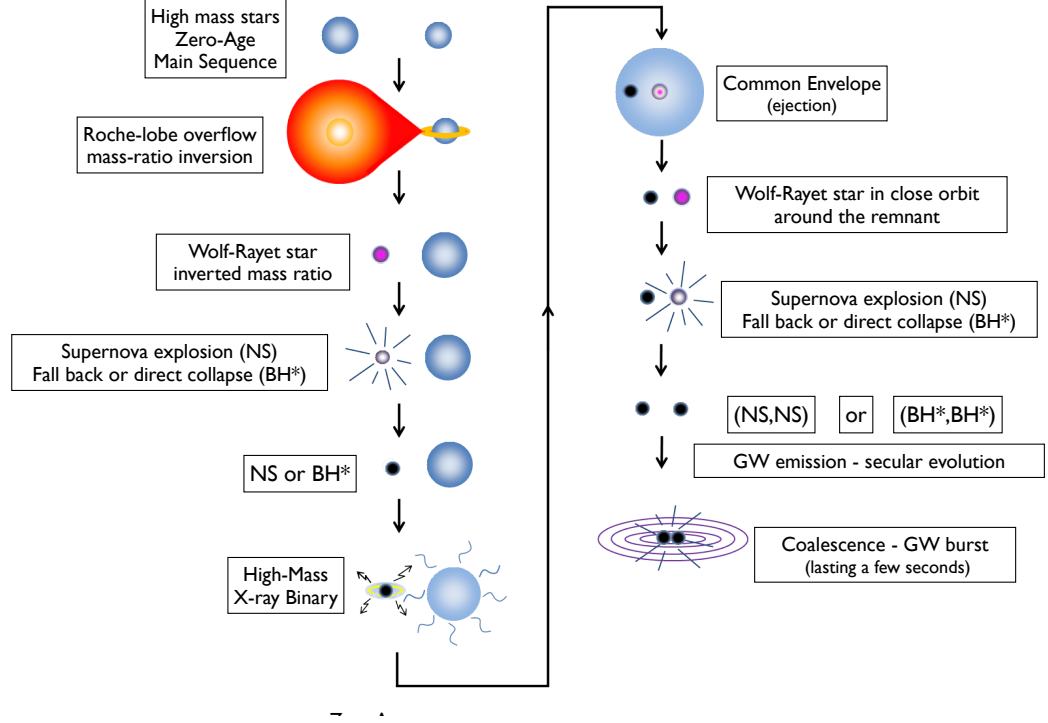 High mass stars
Zero-Age
Main Sequence
Roche-lobe overflow
mass-ratio inversion
Wolf-Rayet star
inverted mass ratio
Supernova explosion (NS)
Fall back or direct collapse (BH*)
NS or BH*
High-Mass
X-ray Binary
Common Envelope
(ejection)
Wolf-Rayet star in close orbit
around the remnant
Supernova explosion (NS)
Fall back or direct collapse (BH*)
(NS,NS) or (BH*,BH*)
GW emission - secular evolution
Coalescence - GW burst
(lasting a few seconds)